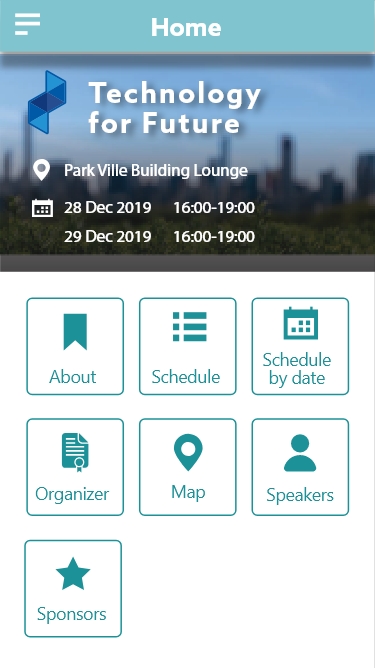 Home
Technology
for Future
Park Ville Building Lounge
28 Dec 2019 16:00-19:00
29 Dec 2019 16:00-19:00
About
Schedule
Schedule
by date
Organizer
Map
Speakers
Sponsors